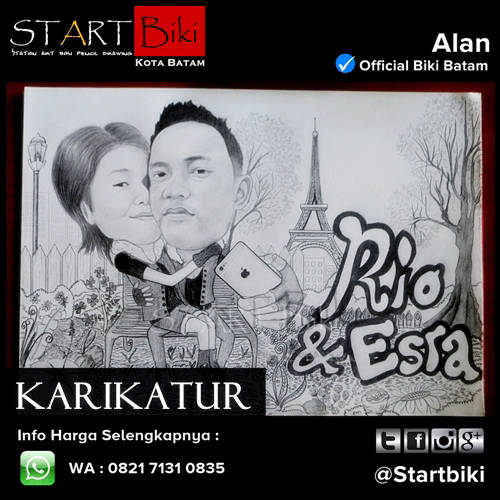 START Biki
STATION ART BIKI PENCIL DRAWING
KOTA BATAM
Alan
Official Biki Batam
Rio
& Esra
KARIKATUR
Info Harga Selengkapnya :
WA : 0821 7131 0835
@Startbiki